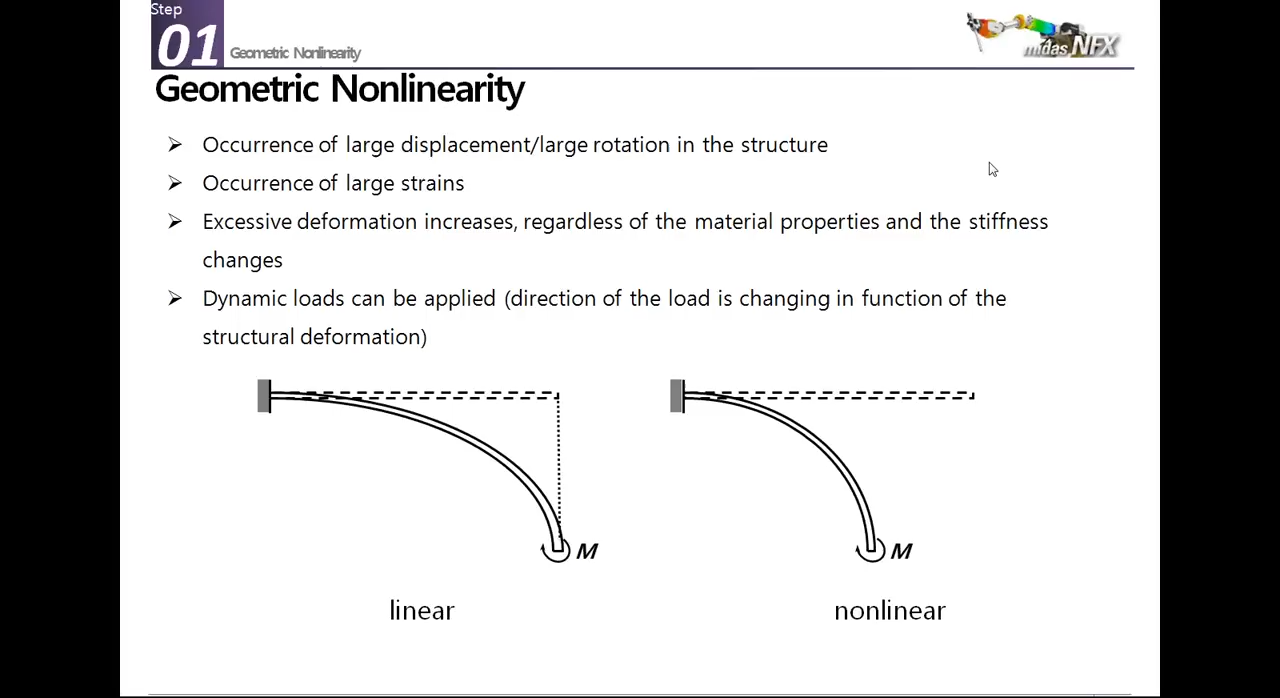 Step
01
Geometric Nonlinearity
midas NFX
Geometric Nonlinearity
Occurrence of large displacement/large rotation in the structure
Occurrence of large strains
Excessive deformation increases, regardless of the material properties and the stiffness
changes
Dynamic loads can be applied (direction of the load is changing in function of the
structural deformation)
M
M
linear
nonlinear